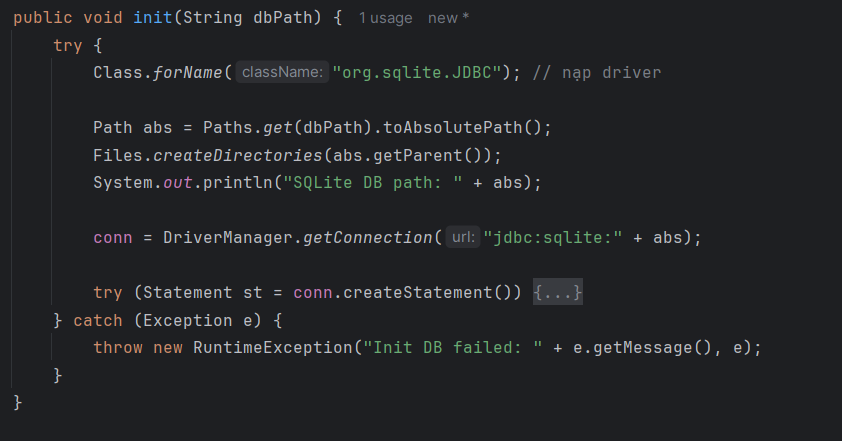 public void init(String dbPath) { 1 usage new *
try {
Class.forName( className: "org.sqlite.JDBC"); // nạp driver
Path abs = Paths.get(dbPath).toAbsolutePath();
Files.createDirectories(abs.getParent());
System.out.println("SQLite DB path: " + abs);
conn = DriverManager.getConnection( url: "jdbc:sqlite:" + abs);
try (Statement st = conn.createStatement()) {...}
} catch (Exception e) {
throw new RuntimeException("Init DB failed: " + e.getMessage(), e);
}
}